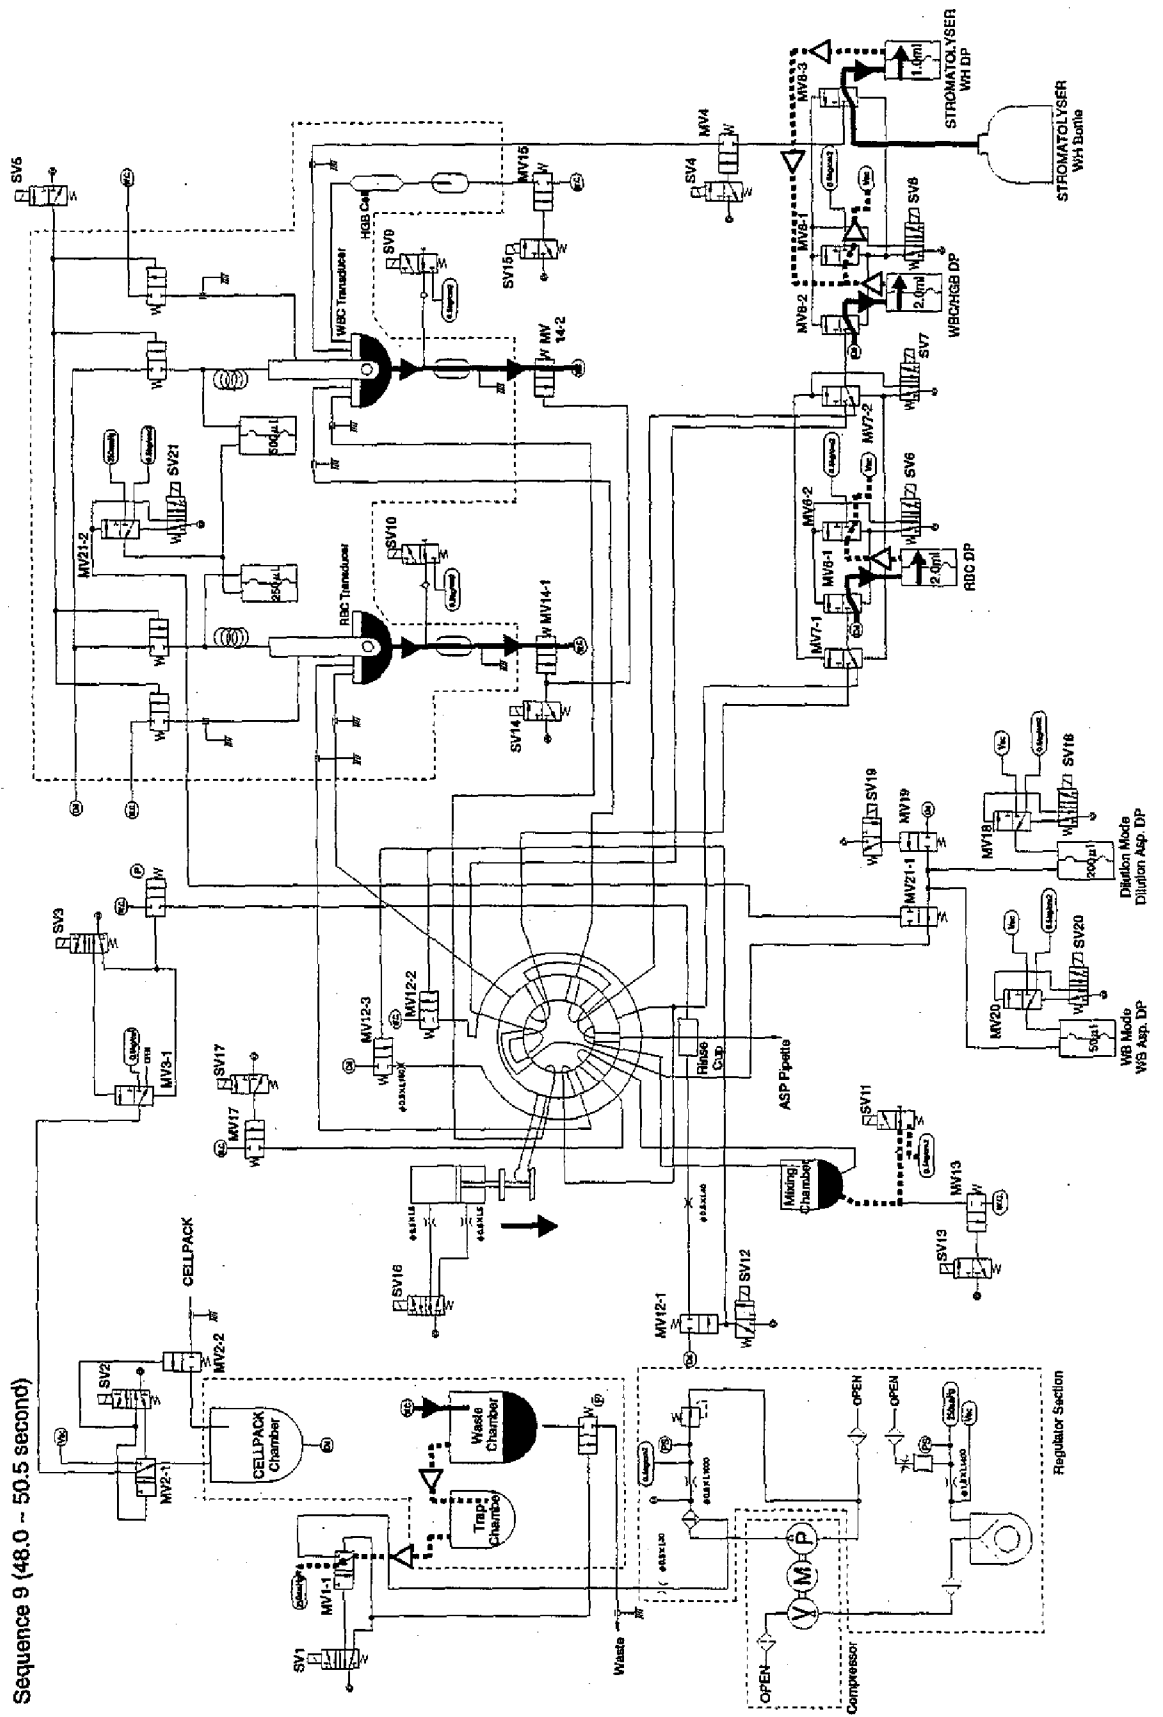 Sequence 9 (48.0 ~ 50.5 second)
SV1
MV1-1
Trap
Chamber
Waste
Chamber
Waste
MV2-1
SV2
MV2-2
CELLPACK
CELLPACK
Chamber
SV3
MV3-1
OPEN
SV17
MV17
SV16
MV12-3
MV12-2
MV12-1
SV12
Rinse
Cup
ASP Pipette
Mixing
Chamber
SV11
SV13
MV13
OPEN
Compressor
V
M
P
OPEN
OPEN
PS
PS
Vac
Regulator Section
SV5
SV21
MV21-2
500µL
250µL
RBC Transducer
WBC Transducer
HGB Cell
SV9
SV10
SV14
MV14-1
MV
14-2
SV15
MV15
SV4
MV4
MV7-1
MV6-1
MV6-2
SV6
RBC DP
2.0ml
MV7-2
SV7
MV8-2
MV8-1
SV8
WBC/HGB DP
2.0ml
MV8-3
1.0ml
STROMATOLYSER
WH DP
STROMATOLYSER
WH Bottle
SV19
MV19
MV21-1
MV18
SV18
200µl
Dilution Mode
Dilution Asp. DP
MV20
SV20
50µl
WB Mode
WB Asp. DP